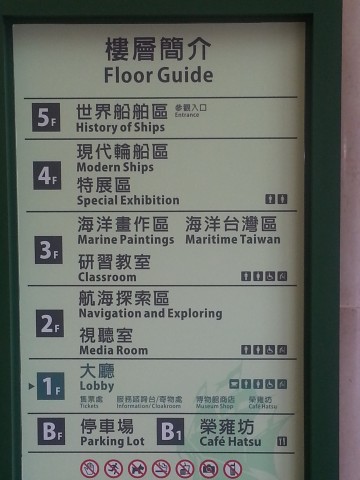 樓層簡介
Floor Guide
5F 世界船舶區 參觀入口
History of Ships Entrance
4F 現代輪船區
Modern Ships
特展區
Special Exhibition
3F 海洋畫作區 海洋台灣區
Marine Paintings Maritime Taiwan
研習教室
Classroom
2F 航海探索區
Navigation and Exploring
視聽室
Media Room
1F 大廳
Lobby
售票處 服務諮詢台/寄物處 博物館商店 榮雍坊
Tickets Information/Cloakroom Museum Shop Café Hatsu
BF 停車場 B1 榮雍坊
Parking Lot Café Hatsu